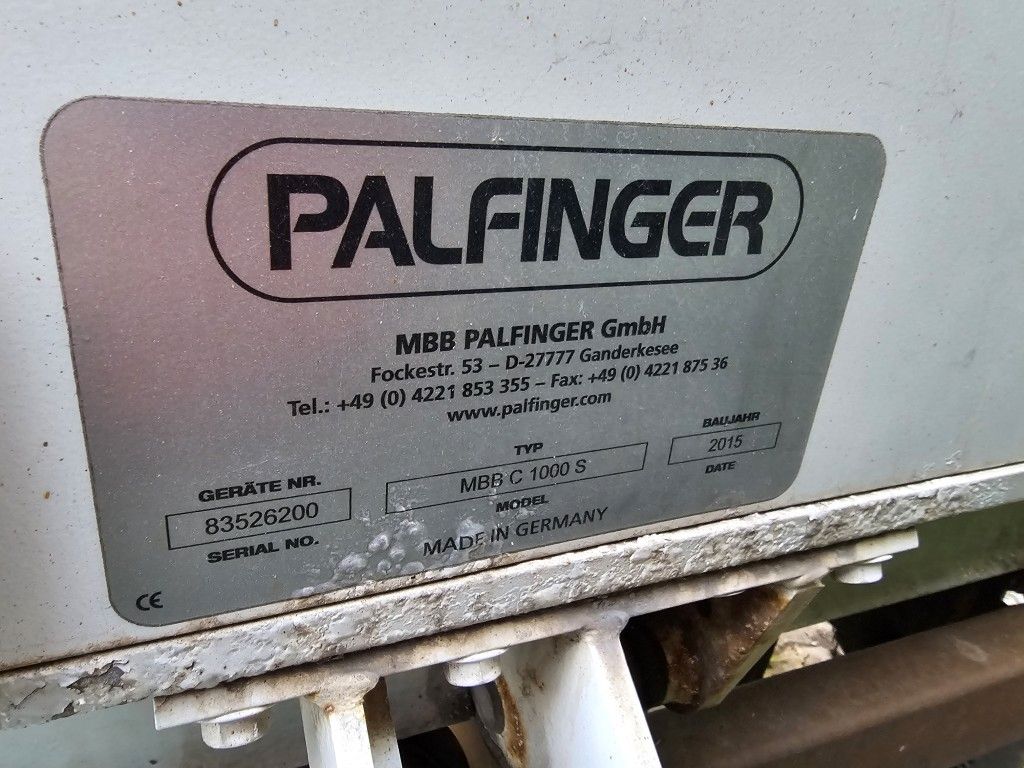 PALFINGER
MBB PALFINGER GmbH
Fockestr. 53 – D-27777 Ganderkesee
Tel.: +49 (0) 4221 853 355 – Fax: +49 (0) 4221 875 36
www.palfinger.com
GERÄTE NR. TYP BAUJAHR
83526200 MBB C 1000 S 2015
SERIAL NO. MODEL DATE
MADE IN GERMANY
CE